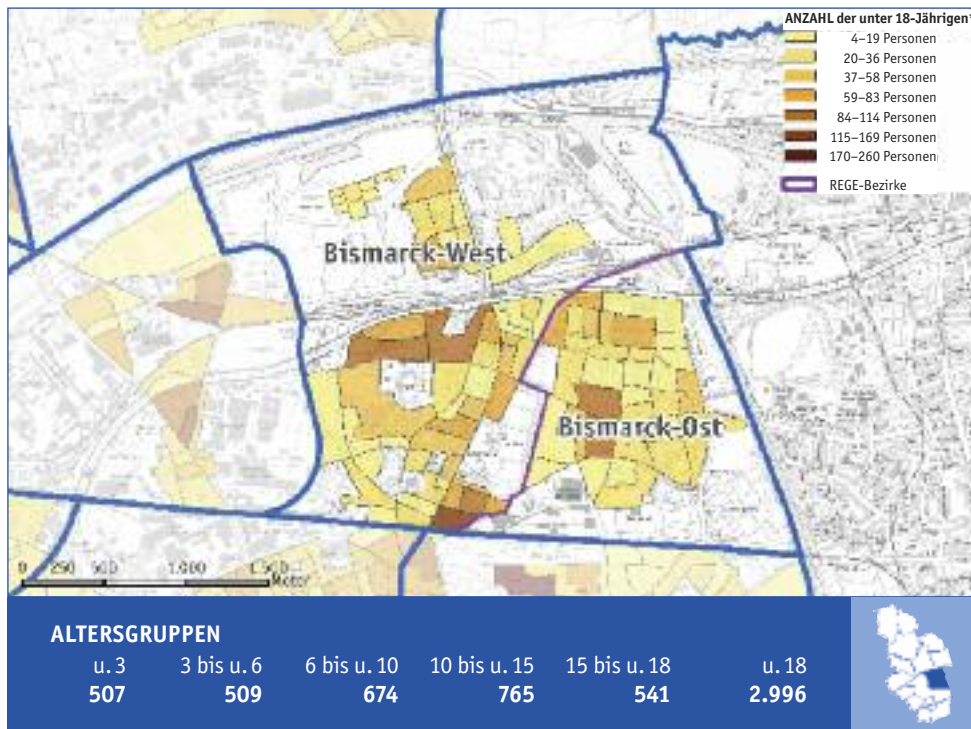 ANZAHL der unter 18-Jährigen*
4–19 Personen
20–36 Personen
37–58 Personen
59–83 Personen
84–114 Personen
115–169 Personen
170–260 Personen
REGE-Bezirke
Bismarck-West
Bismarck-Ost
0 250 500 1.000 1.500
Meter
ALTERSGRUPPEN
u. 3 3 bis u. 6 6 bis u. 10 10 bis u. 15 15 bis u. 18 u. 18
507 509 674 765 541 2.996